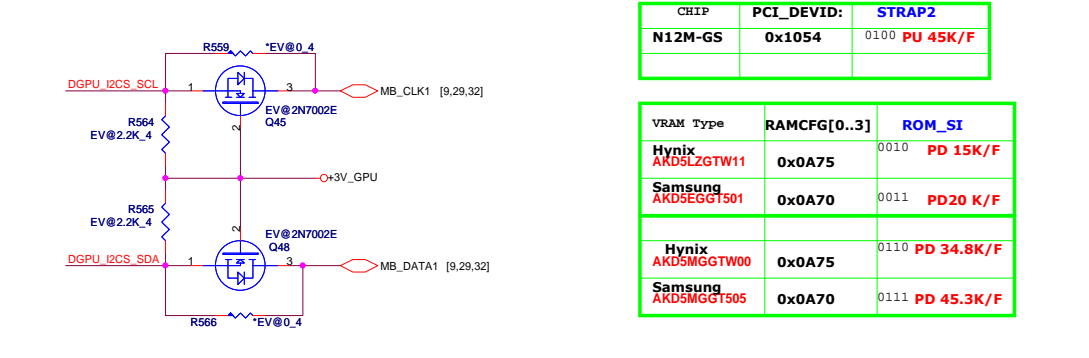 R559 *EV@0_4
DGPU_I2CS_SCL 1 3 MB_CLK1 [9,29,32]
EV@2N7002E
Q45
2
R564
EV@2.2K_4
+3V_GPU
R565
EV@2.2K_4
2
EV@2N7002E
Q48
DGPU_I2CS_SDA 1 3 MB_DATA1 [9,29,32]
R566 *EV@0_4
CHIP PCI_DEVID: STRAP2
N12M-GS 0x1054 0100 PU 45K/F
VRAM Type RAMCFG[0..3] ROM_SI
Hynix
AKD5LZGTW11 0x0A75 0010 PD 15K/F
Samsung
AKD5EGGT501 0x0A70 0011 PD20 K/F
Hynix
AKD5MGGTW00 0x0A75 0110 PD 34.8K/F
Samsung
AKD5MGGT505 0x0A70 0111 PD 45.3K/F